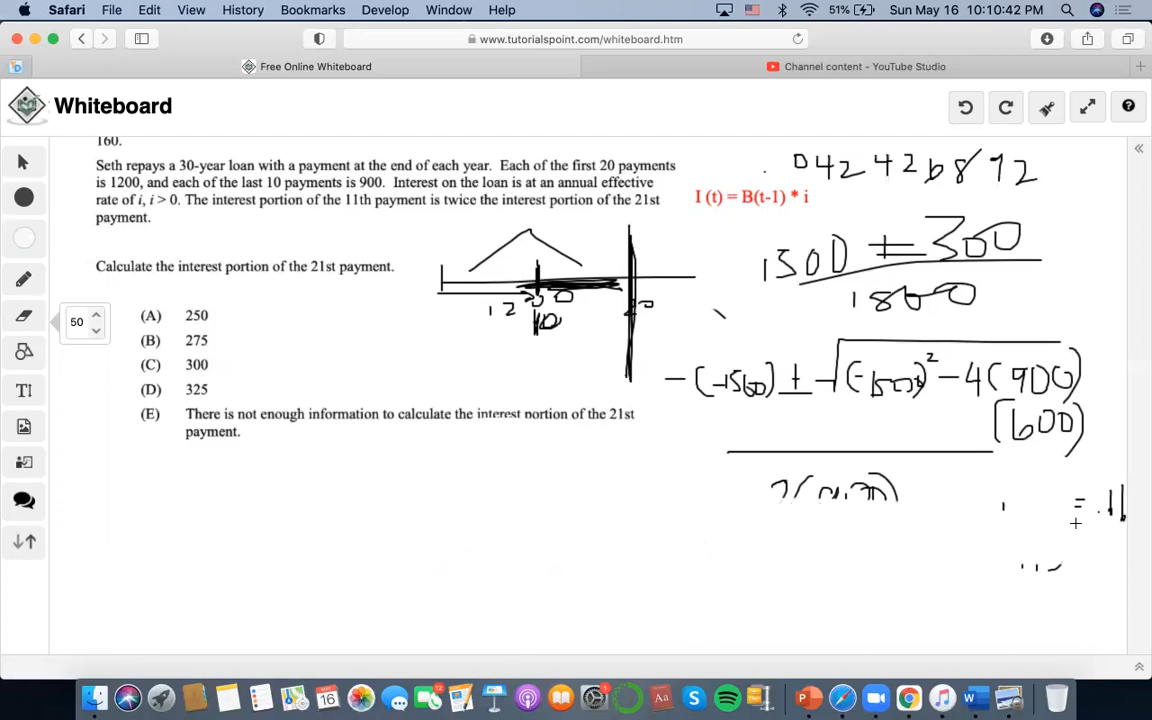 Safari File Edit View History Bookmarks Develop Window Help 51% Sun May 16 10:10:42 PM
www.tutorialspoint.com/whiteboard.htm
Free Online Whiteboard Channel content - YouTube Studio
Whiteboard
160.
Seth repays a 30-year loan with a payment at the end of each year. Each of the first 20 payments
is 1200, and each of the last 10 payments is 900. Interest on the loan is at an annual effective
rate of i, i > 0. The interest portion of the 11th payment is twice the interest portion of the 21st
payment.
Calculate the interest portion of the 21st payment.
(A) 250
(B) 275
(C) 300
(D) 325
(E) There is not enough information to calculate the interest portion of the 21st
payment.
50
I (t) = B(t-1) * i
.042426872
1500 ± 300
1800
-(-1500) ± √(-1500)² - 4(900)
(600)
12 0
10
20
= .11